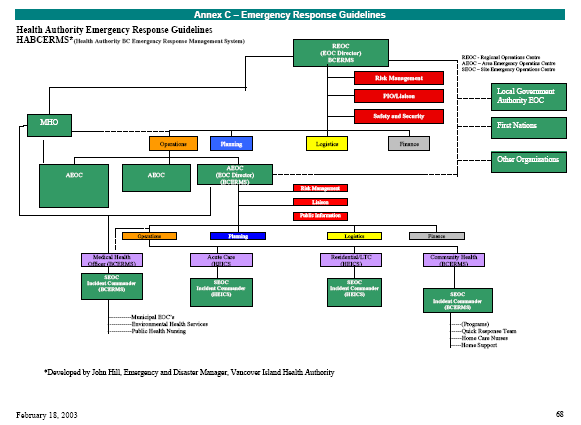 Annex C – Emergency Response Guidelines
Health Authority Emergency Response Guidelines
HABCERMS*(Health Authority BC Emergency Response Management System)
REOC
(EOC Director)
BCERMS
REOC - Regional Operations Centre
AEOC – Area Emergency Operations Centre
SEOC – Site Emergency Operations Centre
Risk Management
PIO/Liaison
Safety and Security
Local Government
Authority EOC
First Nations
Other Organizations
MHO
Operations
Planning
Logistics
Finance
AEOC
AEOC
AEOC
(EOC Director)
(BCERMS)
Risk Management
Liaison
Public Information
Operations
Planning
Logistics
Finance
Medical Health
Officer (BCERMS)
Acute Care
(HEICS
Residential/LTC
(HEICS
Community Health
(BCERMS)
SEOC
Incident Commander
(BCERMS)
SEOC
Incident Commander
(HEICS)
SEOC
Incident Commander
(HEICS)
SEOC
Incident Commander
(BCERMS)
Municipal EOC's
Environmental Health Services
Public Health Nursing
(Programs)
Quick Response Team
Home Care Nurses
Home Support
*Developed by John Hill, Emergency and Disaster Manager, Vancover Island Health Authority
February 18, 2003
68